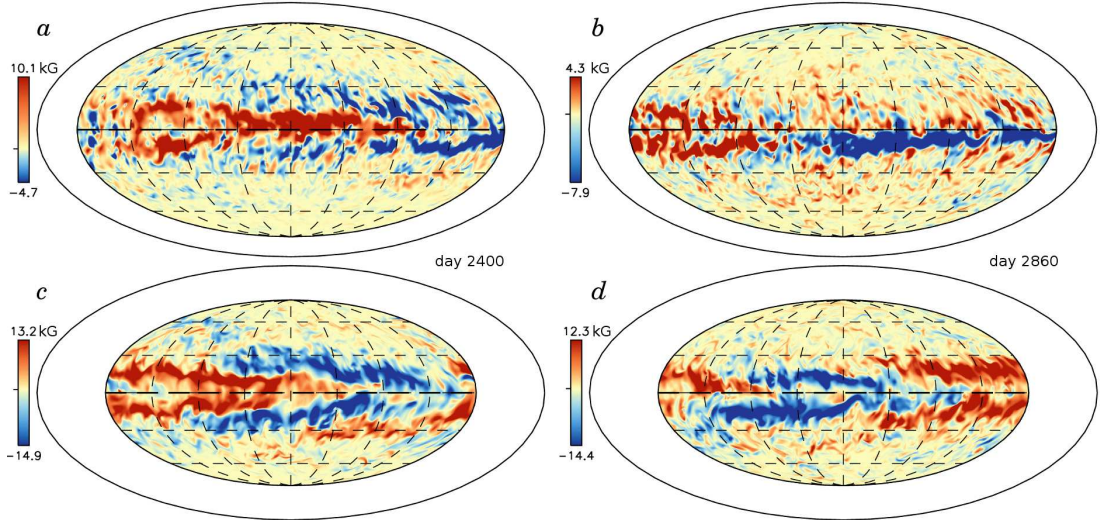 a
b
10.1 kG
4.3 kG
−4.7
−7.9
day 2400
day 2860
c
d
13.2 kG
12.3 kG
−14.9
−14.4